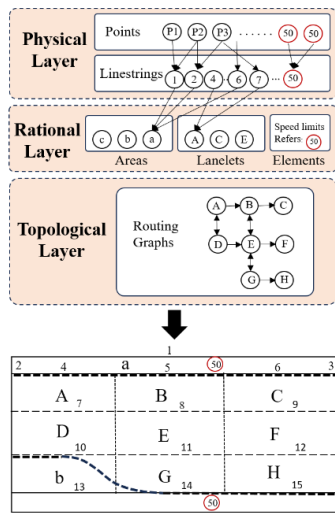 Physical
Layer
Points
P1 P2 P3 ...... 50 50
Linestrings
1 2 4 .. 6 7 ... 50
Rational
Layer
c b a
A C E
Speed limits
Refers 50
Areas Lanelets Elements
Topological
Layer
Routing
Graphs
A B C
D E F
G H
1
2 4 a 5 50 6 3
A 7 B 8 C 9
D 10 E 11 F 12
b 13 G 14 H 15
50